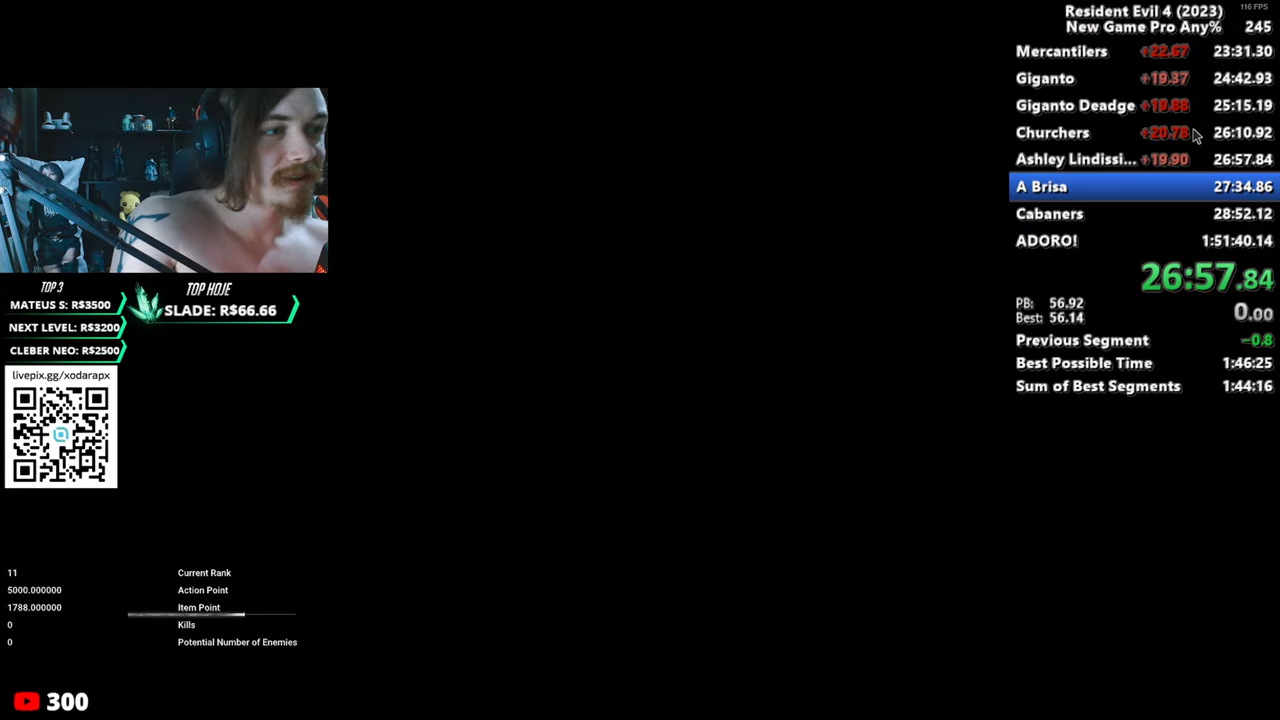 116 FPS
Resident Evil 4 (2023)
New Game Pro Any% 245
Mercantilers +22.67 23:31.30
Giganto +19.37 24:42.93
Giganto Deadge +19.88 25:15.19
Churchers +20.78 26:10.92
Ashley Lindissi... +19.90 26:57.84
A Brisa 27:34.86
Cabaners 28:52.12
ADORO! 1:51:40.14
26:57.84
PB: 56.92
Best: 56.14
0.00
Previous Segment -0.8
Best Possible Time 1:46:25
Sum of Best Segments 1:44:16
TOP 3
MATEUS S: R$3500
NEXT LEVEL: R$3200
CLEBER NEO: R$2500
TOP HOJE
SLADE: R$66.66
livepix.gg/xodarapx
11 Current Rank
5000.000000 Action Point
1788.000000 Item Point
0 Kills
0 Potential Number of Enemies
300